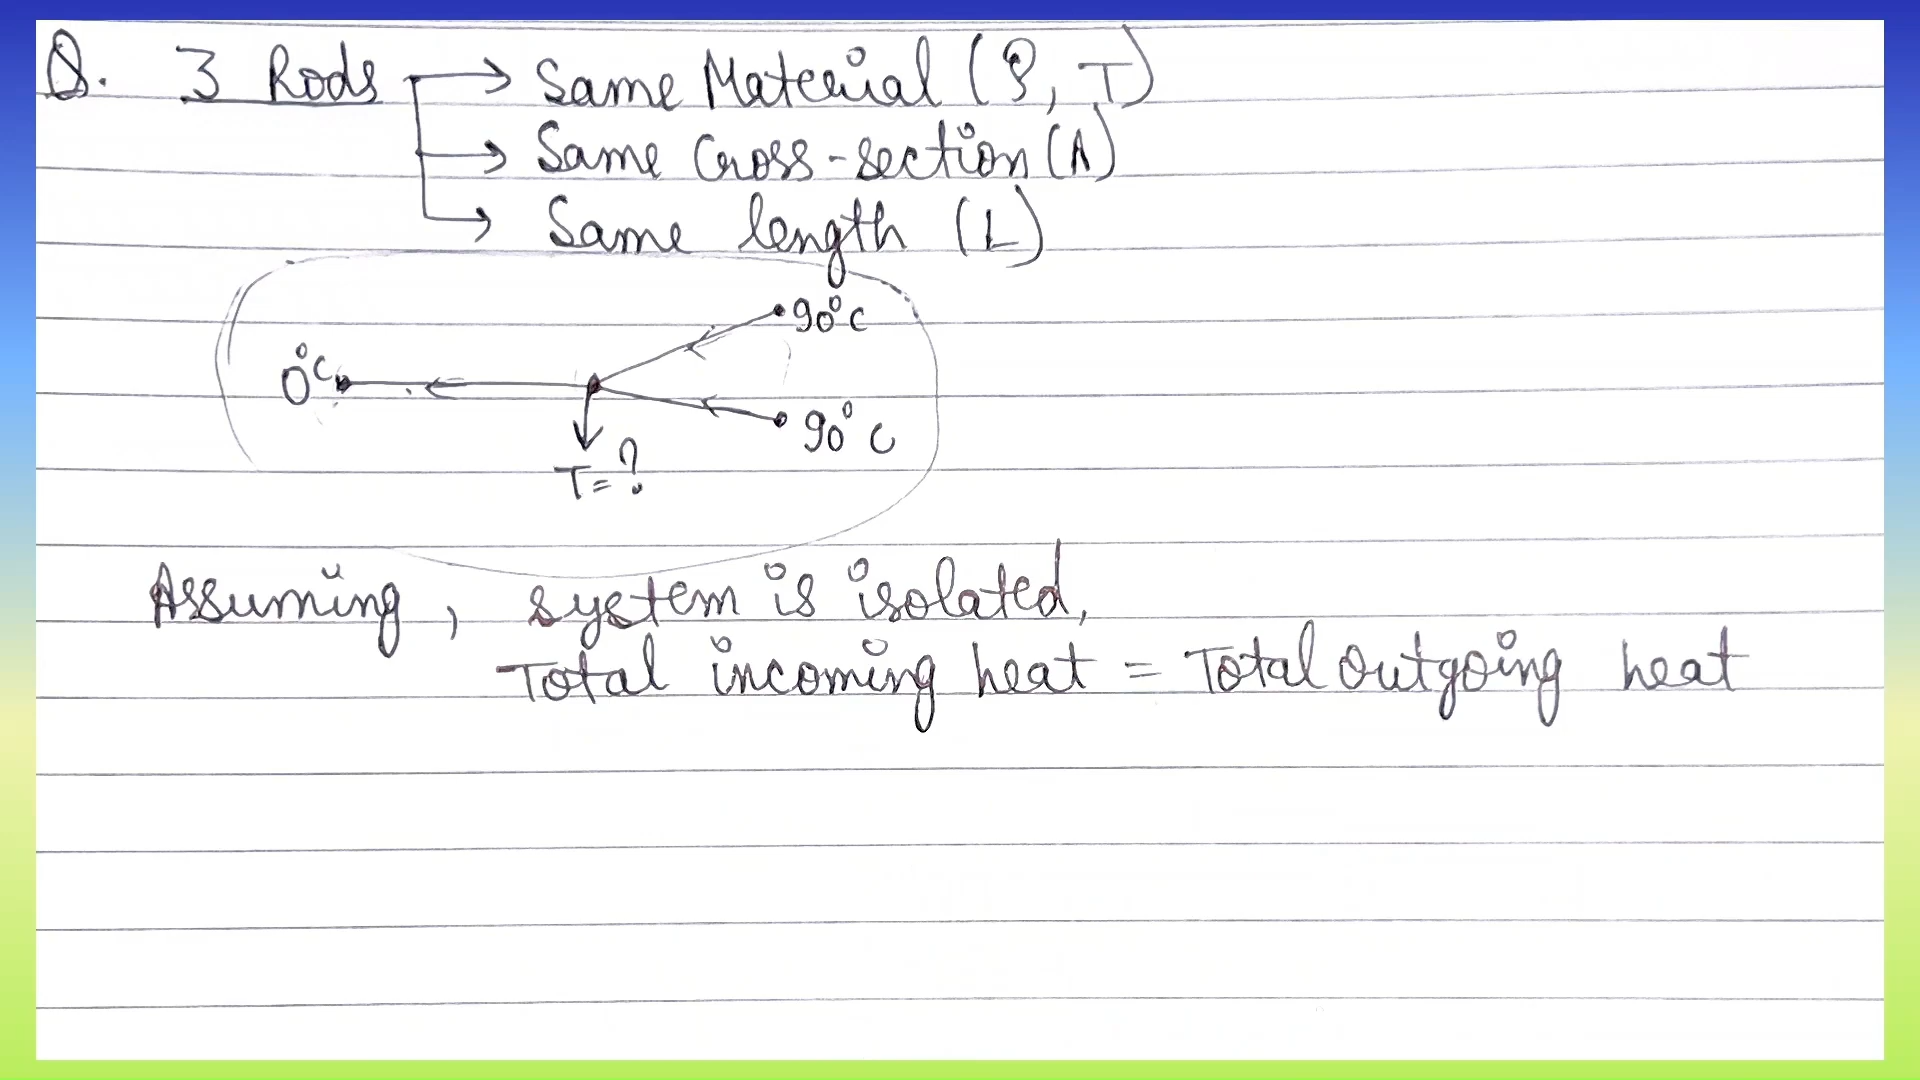 Q. 3 Rods → Same Material (ρ, T)
→ Same Cross-section (A)
→ Same length (L)
90°C
0°C
90°C
T = ?
Assuming, system is isolated,
Total incoming heat = Total outgoing heat